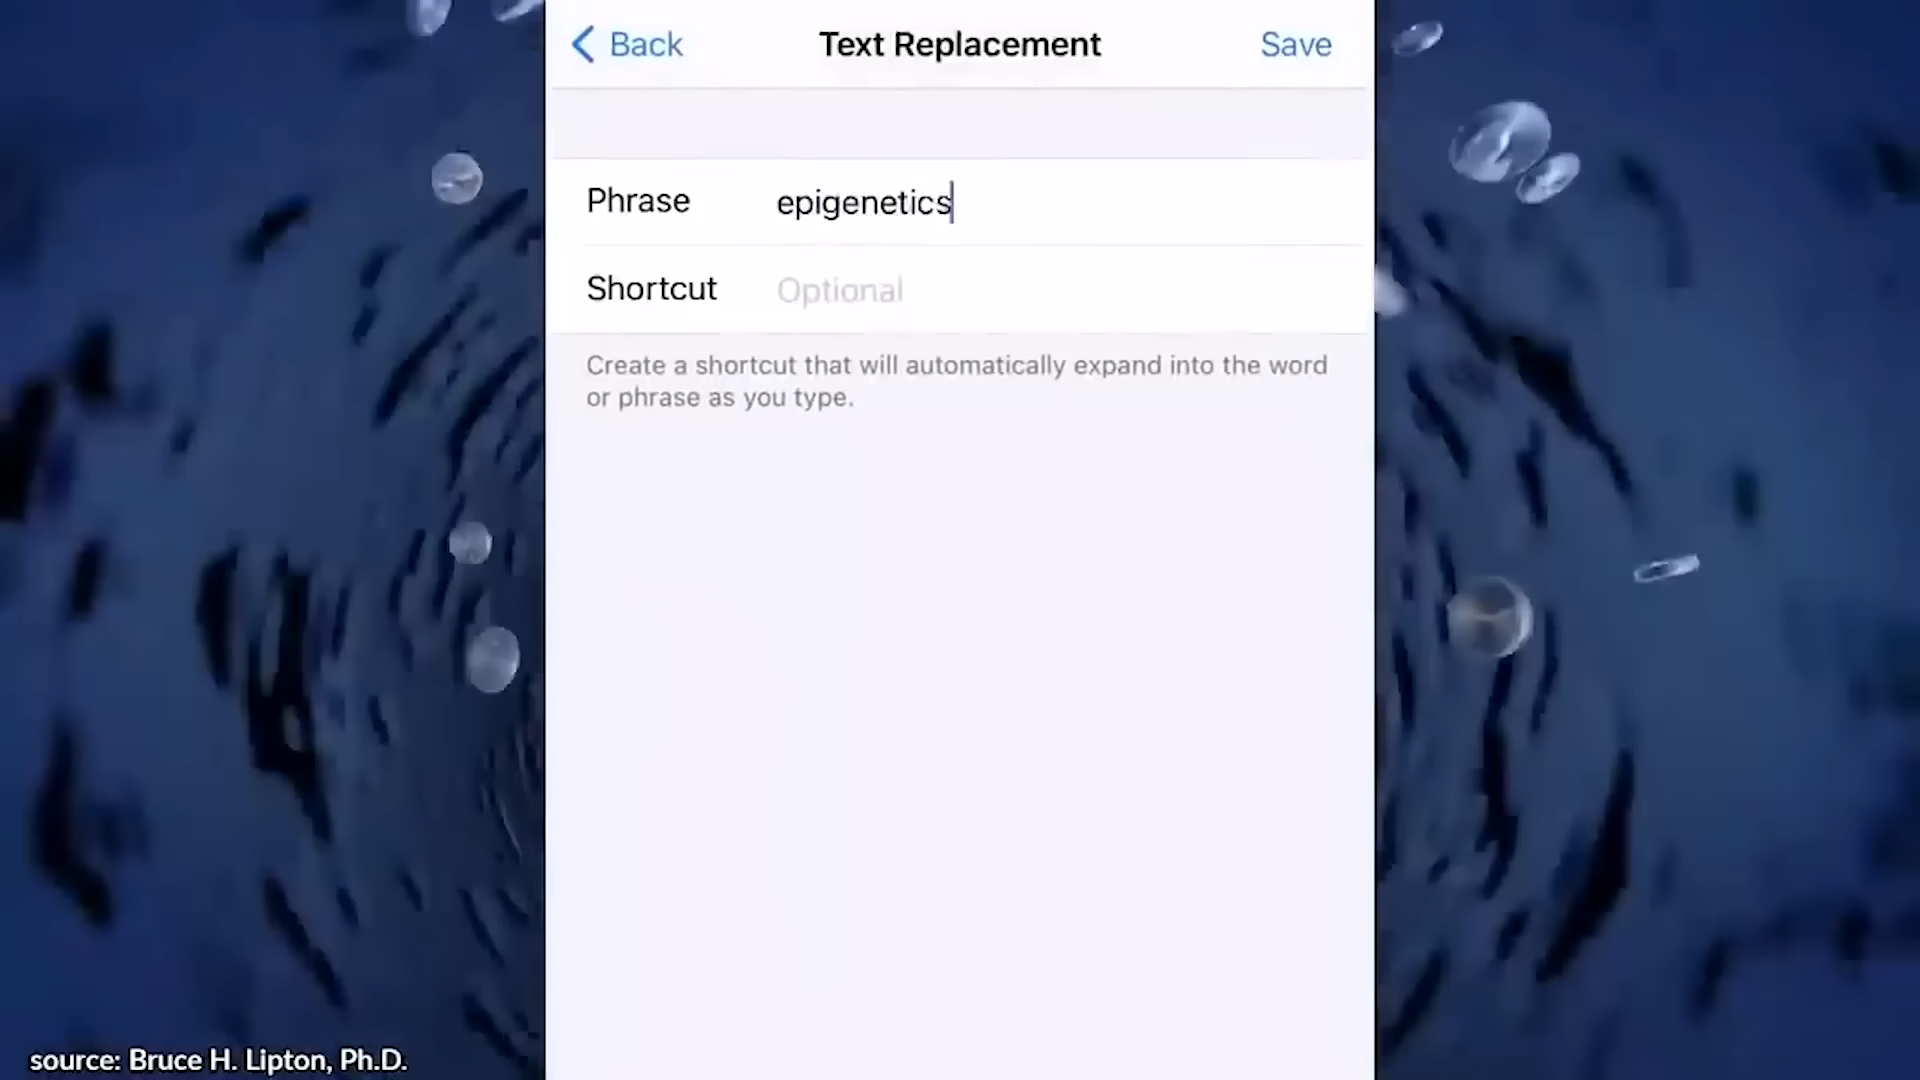 Back
Text Replacement
Save
Phrase
epigenetics
Shortcut
Optional
Create a shortcut that will automatically expand into the word
or phrase as you type.
source: Bruce H. Lipton, Ph.D.